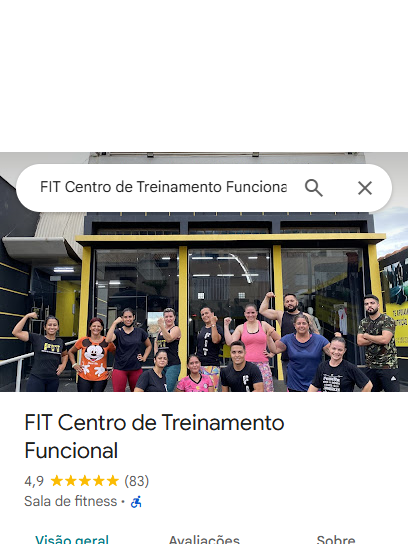 FIT Centro de Treinamento Funciona
FIT Centro de Treinamento
Funcional
4,9 ★★★★★ (83)
Sala de fitness ·
Visão geral Avaliações Sobre